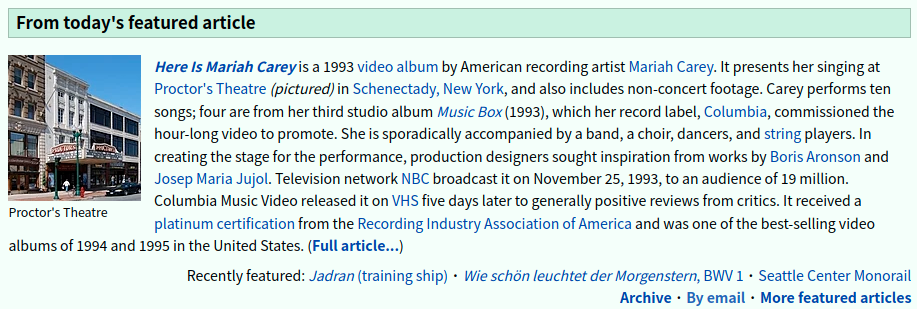 From today's featured article
Here Is Mariah Carey is a 1993 video album by American recording artist Mariah Carey. It presents her singing at
Proctor's Theatre (pictured) in Schenectady, New York, and also includes non-concert footage. Carey performs ten
songs; four are from her third studio album Music Box (1993), which her record label, Columbia, commissioned the
hour-long video to promote. She is sporadically accompanied by a band, a choir, dancers, and string players. In
creating the stage for the performance, production designers sought inspiration from works by Boris Aronson and
Josep Maria Jujol. Television network NBC broadcast it on November 25, 1993, to an audience of 19 million.
Columbia Music Video released it on VHS five days later to generally positive reviews from critics. It received a
platinum certification from the Recording Industry Association of America and was one of the best-selling video
albums of 1994 and 1995 in the United States. (Full article...)
Proctor's Theatre
Recently featured: Jadran (training ship) · Wie schön leuchtet der Morgenstern, BWV 1 · Seattle Center Monorail
Archive · By email · More featured articles